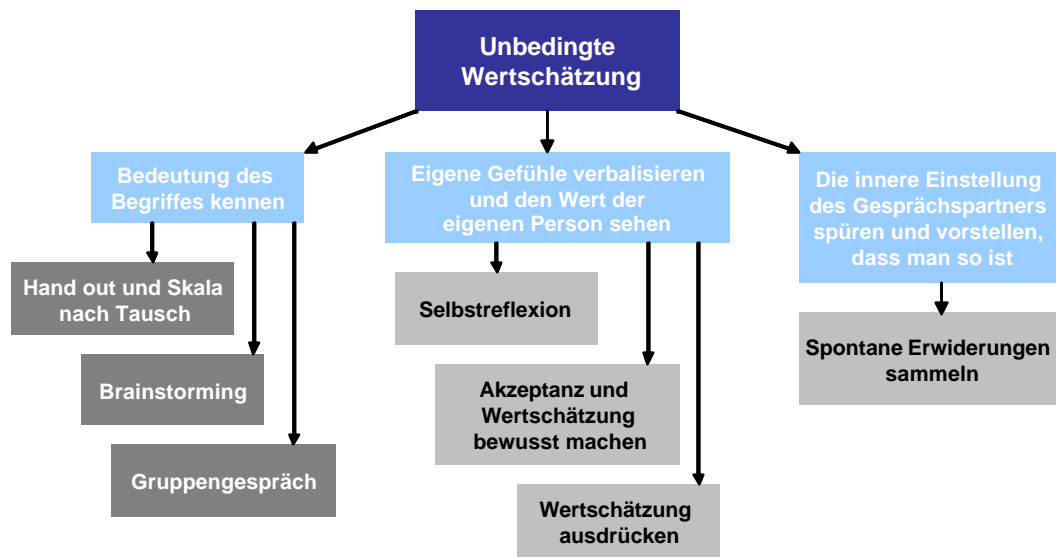 Unbedingte
Wertschätzung
Bedeutung des
Begriffes kennen
Hand out und Skala
nach Tausch
Brainstorming
Gruppengespräch
Eigene Gefühle verbalisieren
und den Wert der
eigenen Person sehen
Selbstreflexion
Akzeptanz und
Wertschätzung
bewusst machen
Wertschätzung
ausdrücken
Die innere Einstellung
des Gesprächspartners
spüren und vorstellen,
dass man so ist
Spontane Erwiderungen
sammeln